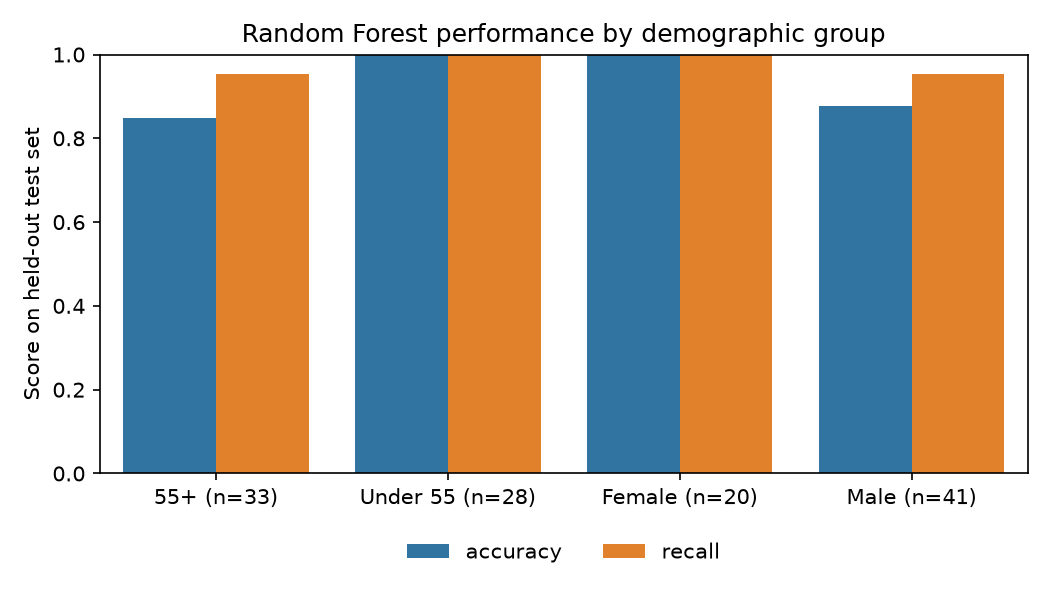 Random Forest performance by demographic group
Score on held-out test set
1.0
0.8
0.6
0.4
0.2
0.0
55+ (n=33)
Under 55 (n=28)
Female (n=20)
Male (n=41)
accuracy
recall